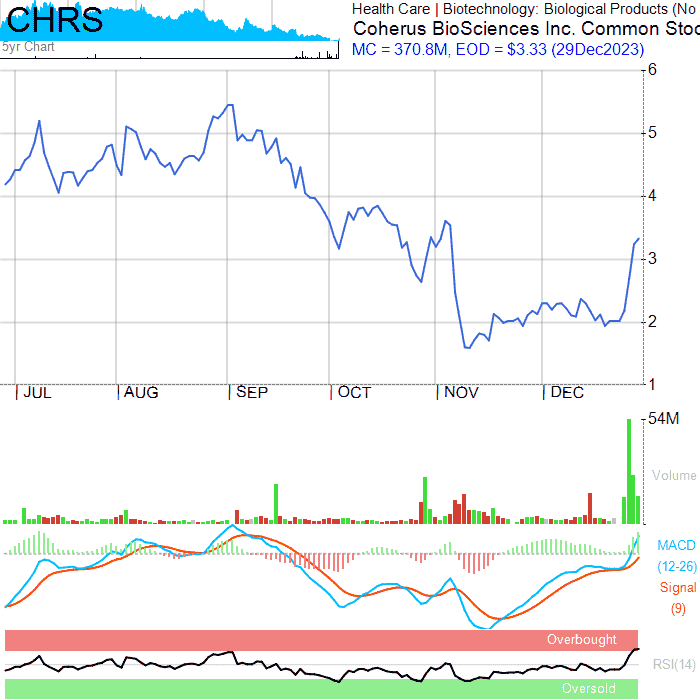 CHRS
5yr Chart
Health Care | Biotechnology: Biological Products (No
Coherus BioSciences Inc. Common Stoc
MC = 370.8M, EOD = $3.33 (29Dec2023)
6
5
4
3
2
1
JUL AUG SEP OCT NOV DEC
54M
Volume
MACD
(12-26)
Signal
(9)
Overbought
RSI(14)
Oversold